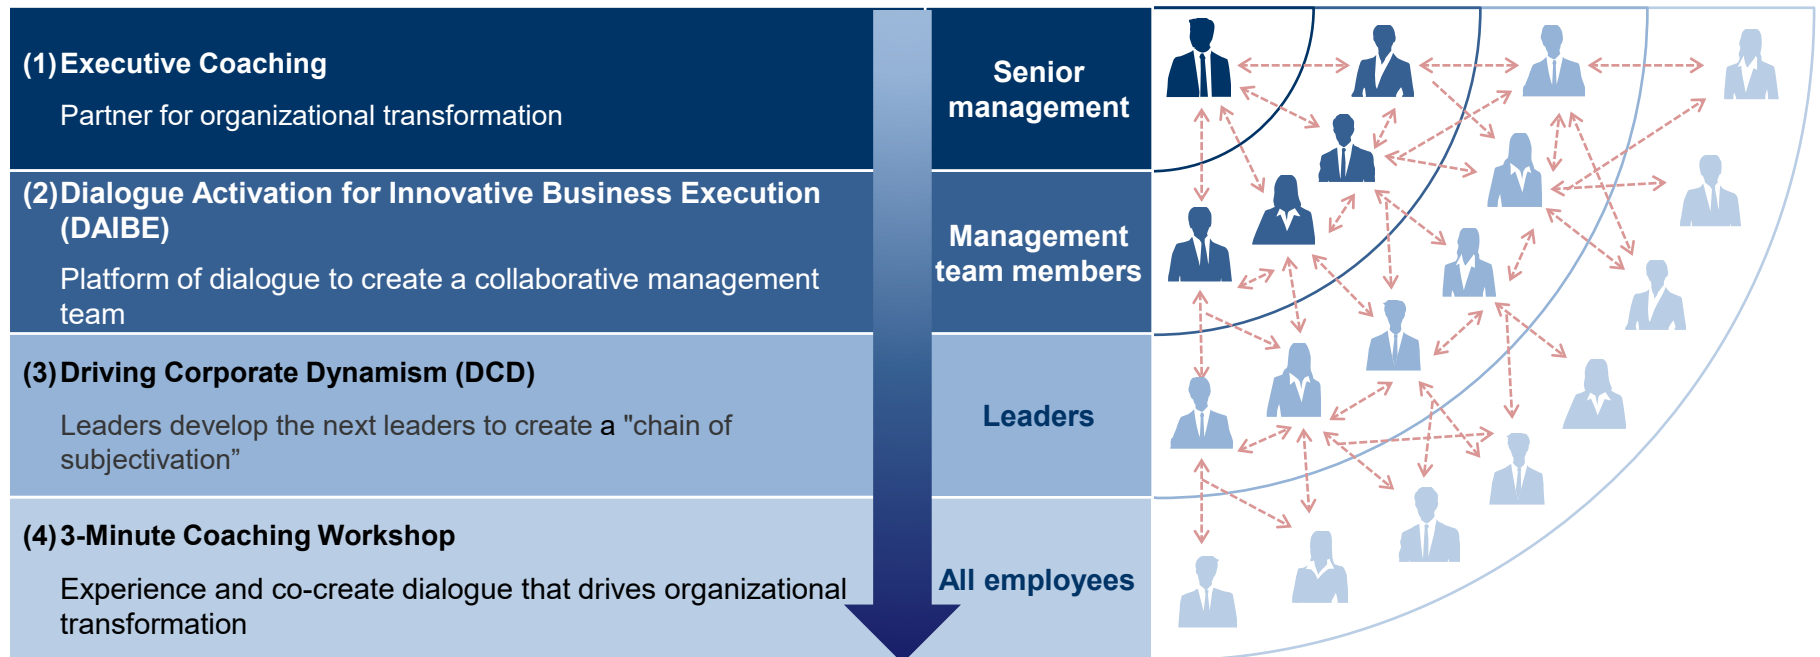 (1) Executive Coaching
Partner for organizational transformation
Senior
management
(2) Dialogue Activation for Innovative Business Execution
(DAIBE)
Platform of dialogue to create a collaborative management
team
Management
team members
(3) Driving Corporate Dynamism (DCD)
Leaders develop the next leaders to create a "chain of
subjectivation”
Leaders
(4) 3-Minute Coaching Workshop
Experience and co-create dialogue that drives organizational
transformation
All employees